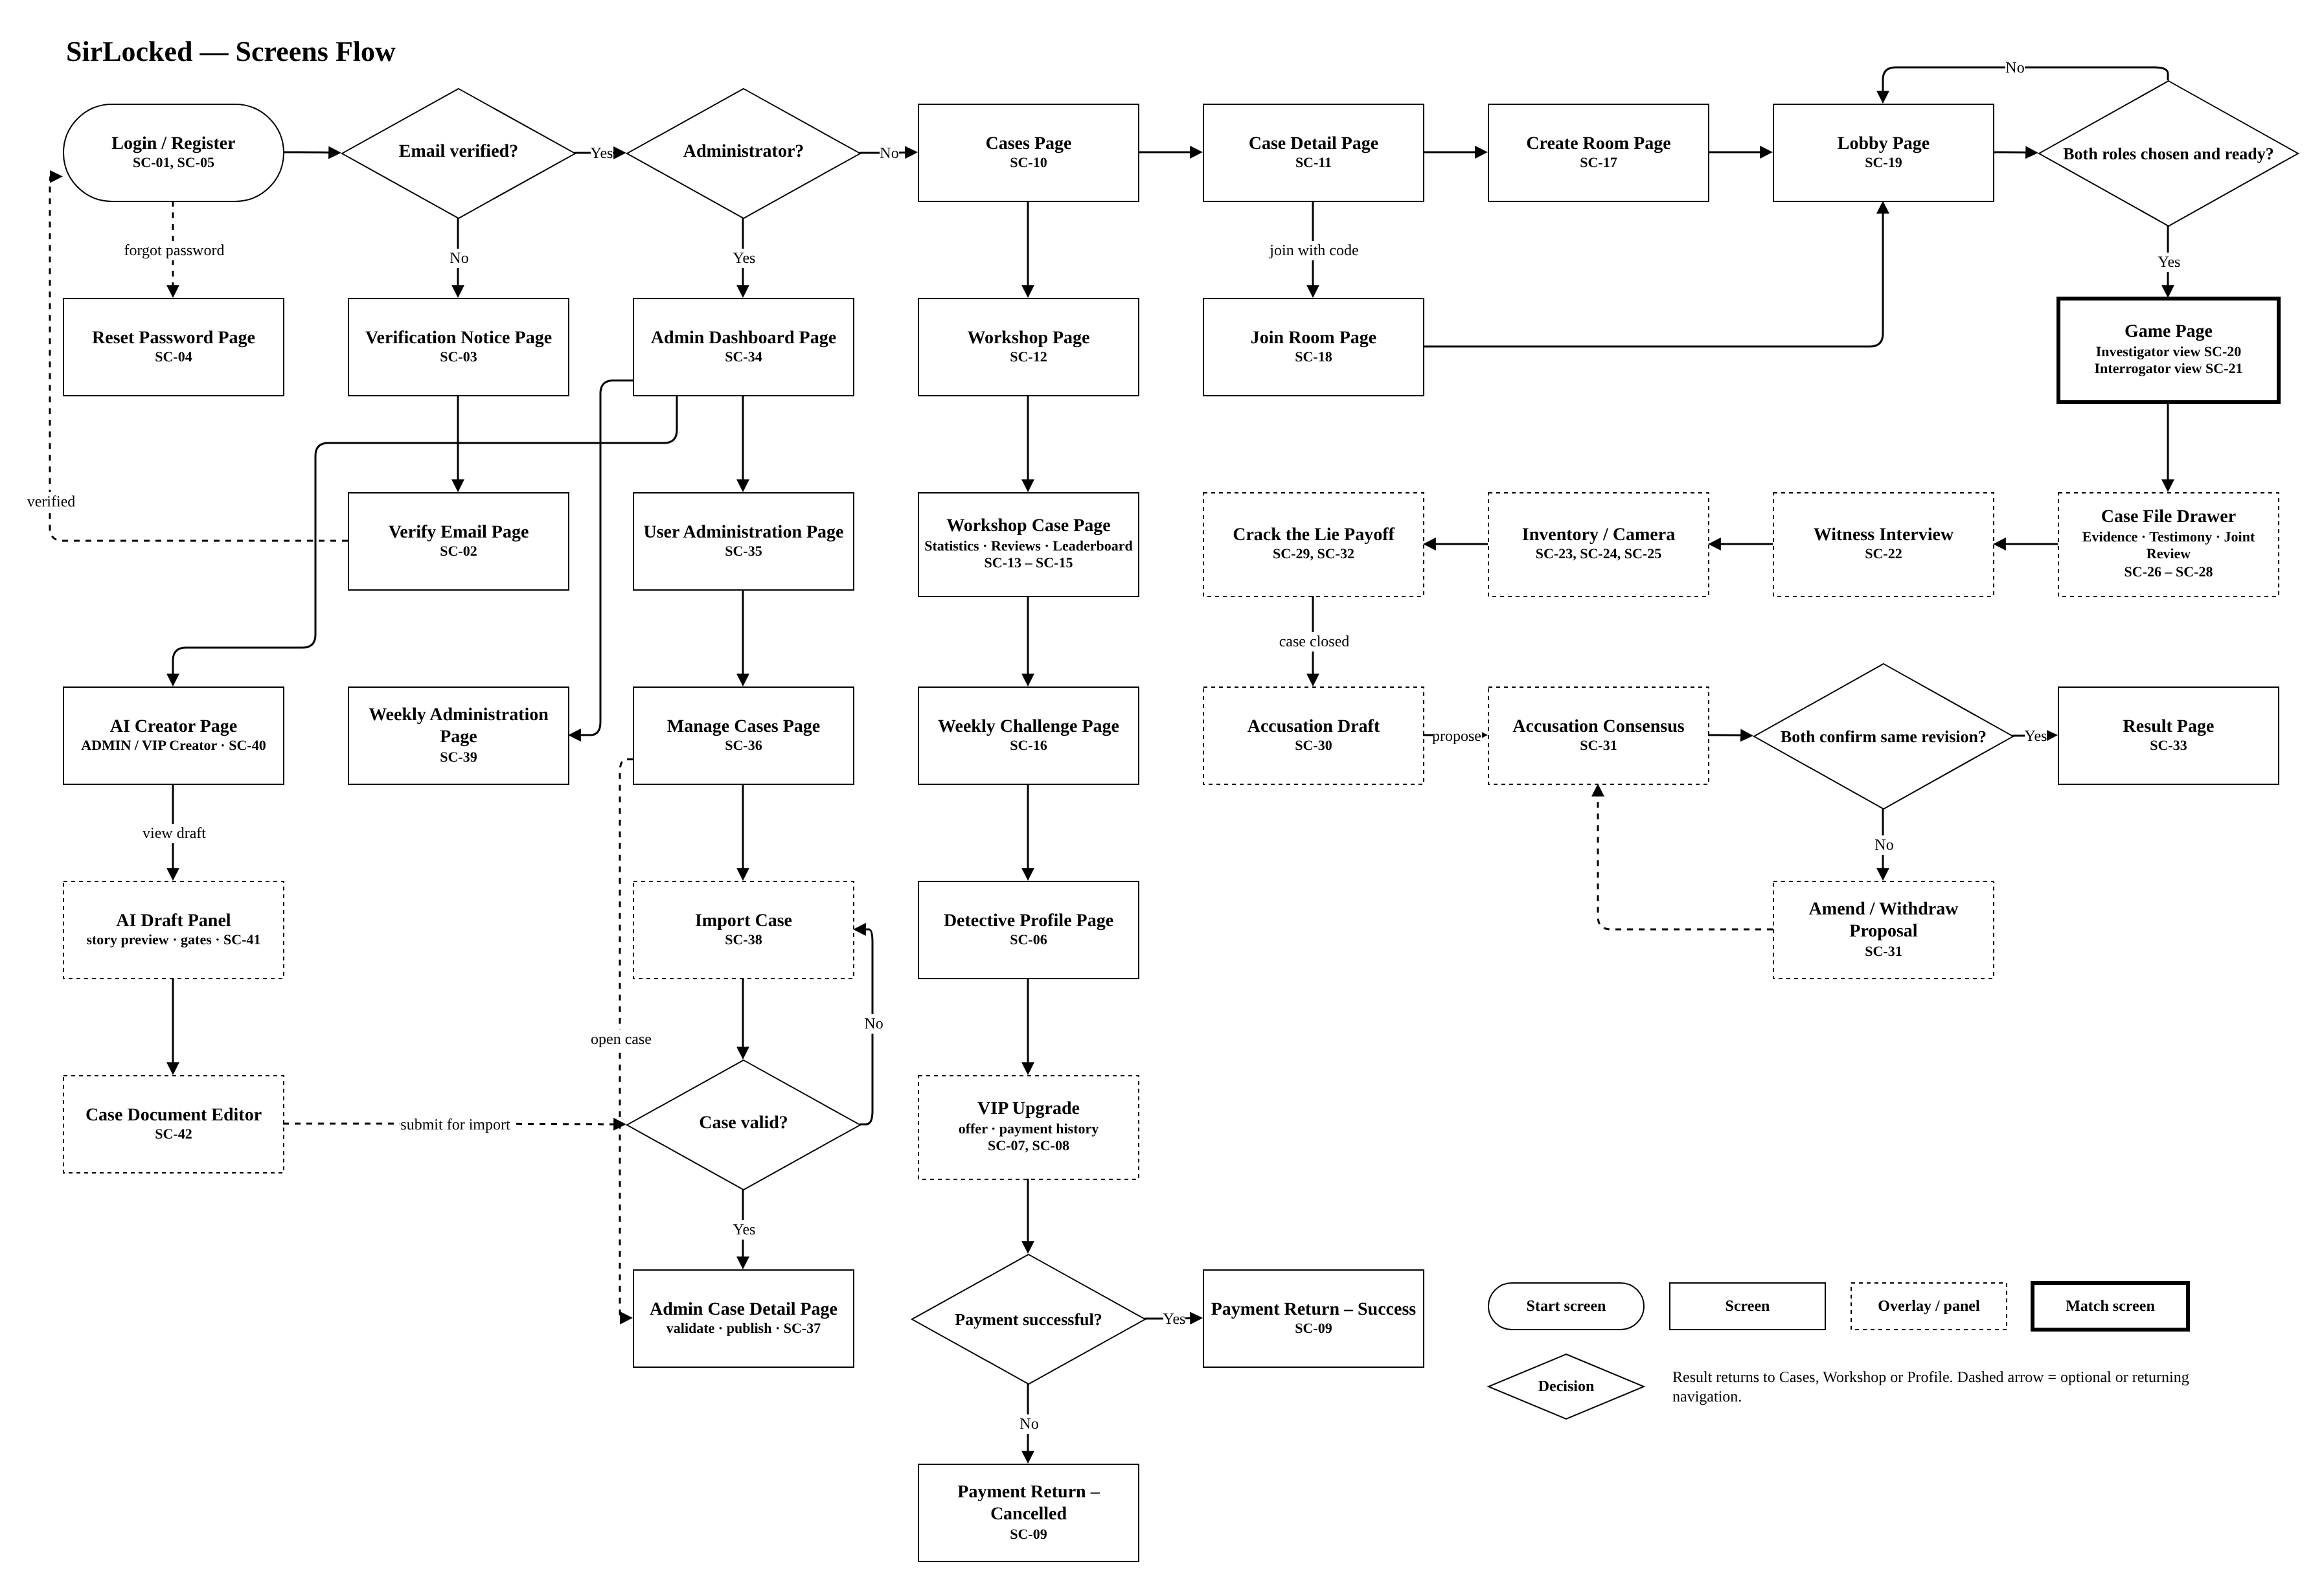 SirLocked — Screens Flow
No
Login / Register
SC-01, SC-05
Email verified?
Yes
Administrator?
No
Cases Page
SC-10
Case Detail Page
SC-11
Create Room Page
SC-17
Lobby Page
SC-19
Both roles chosen and ready?
forgot password
No
Yes
join with code
Yes
Reset Password Page
SC-04
Verification Notice Page
SC-03
Admin Dashboard Page
SC-34
Workshop Page
SC-12
Join Room Page
SC-18
Game Page
Investigator view SC-20
Interrogator view SC-21
verified
Verify Email Page
SC-02
User Administration Page
SC-35
Workshop Case Page
Statistics · Reviews · Leaderboard
SC-13 – SC-15
Crack the Lie Payoff
SC-29, SC-32
Inventory / Camera
SC-23, SC-24, SC-25
Witness Interview
SC-22
Case File Drawer
Evidence · Testimony · Joint
Review
SC-26 – SC-28
case closed
AI Creator Page
ADMIN / VIP Creator · SC-40
Weekly Administration
Page
SC-39
Manage Cases Page
SC-36
Weekly Challenge Page
SC-16
Accusation Draft
SC-30
propose
Accusation Consensus
SC-31
Both confirm same revision?
Yes
Result Page
SC-33
view draft
No
AI Draft Panel
story preview · gates · SC-41
Import Case
SC-38
Detective Profile Page
SC-06
Amend / Withdraw
Proposal
SC-31
No
open case
Case Document Editor
SC-42
submit for import
Case valid?
VIP Upgrade
offer · payment history
SC-07, SC-08
Yes
Admin Case Detail Page
validate · publish · SC-37
Payment successful?
Yes
Payment Return – Success
SC-09
Start screen
Screen
Overlay / panel
Match screen
Decision
Result returns to Cases, Workshop or Profile. Dashed arrow = optional or returning
navigation.
No
Payment Return –
Cancelled
SC-09